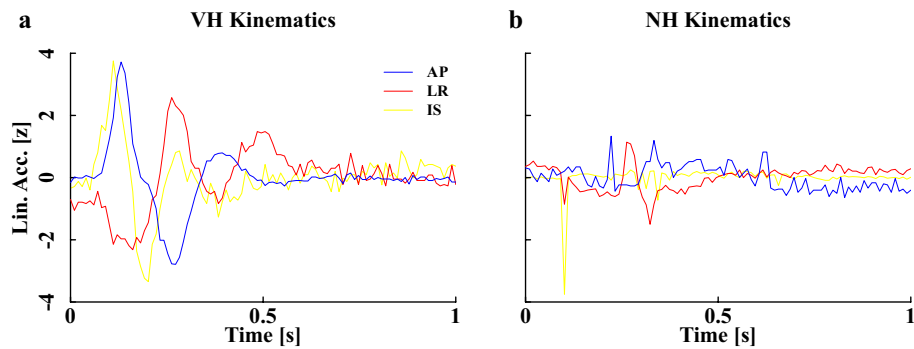 a
VH Kinematics
b
NH Kinematics
Lin. Acc. [z]
4
2
0
-2
-4
AP
LR
IS
0
0.5
1
Time [s]
0
0.5
1
Time [s]